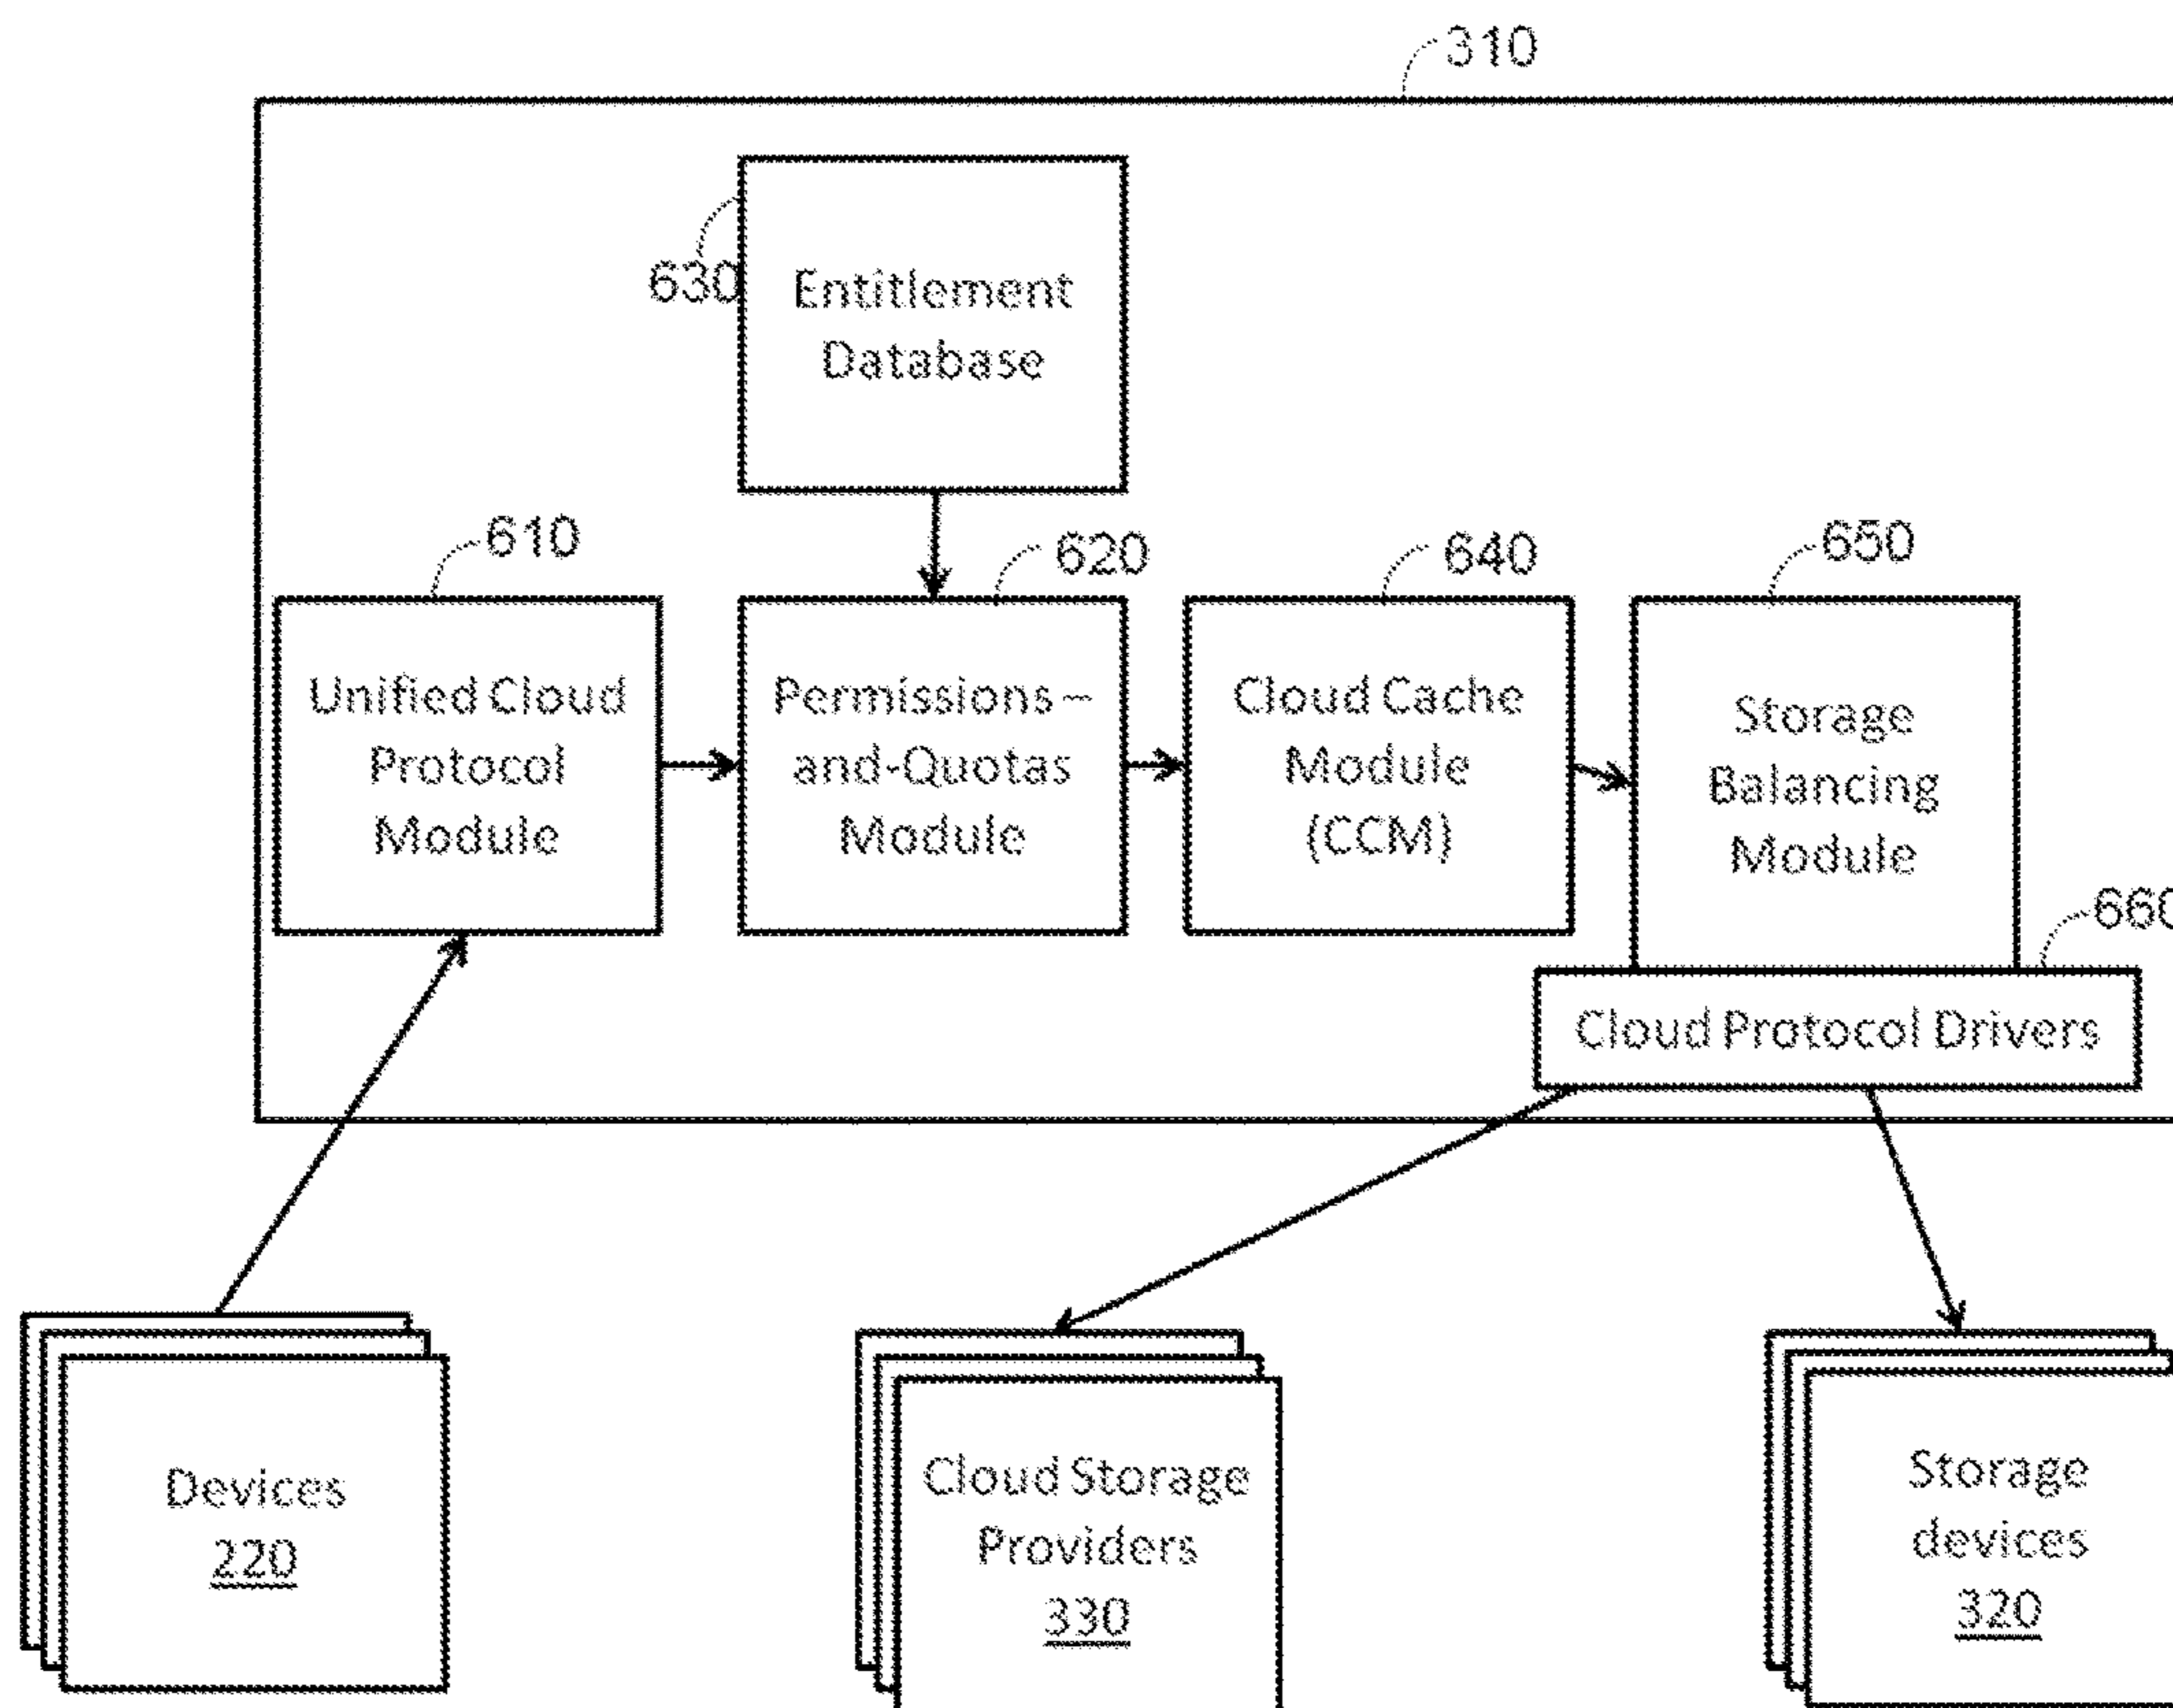 310
630
Entitlement
Database
610
620
640
650
Unified Cloud
Protocol
Module
Permissions –
and-Quotas
Module
Cloud Cache
Module
(CCM)
Storage
Balancing
Module
660
Cloud Protocol Drivers
Devices
220
Cloud Storage
Providers
330
Storage
devices
320